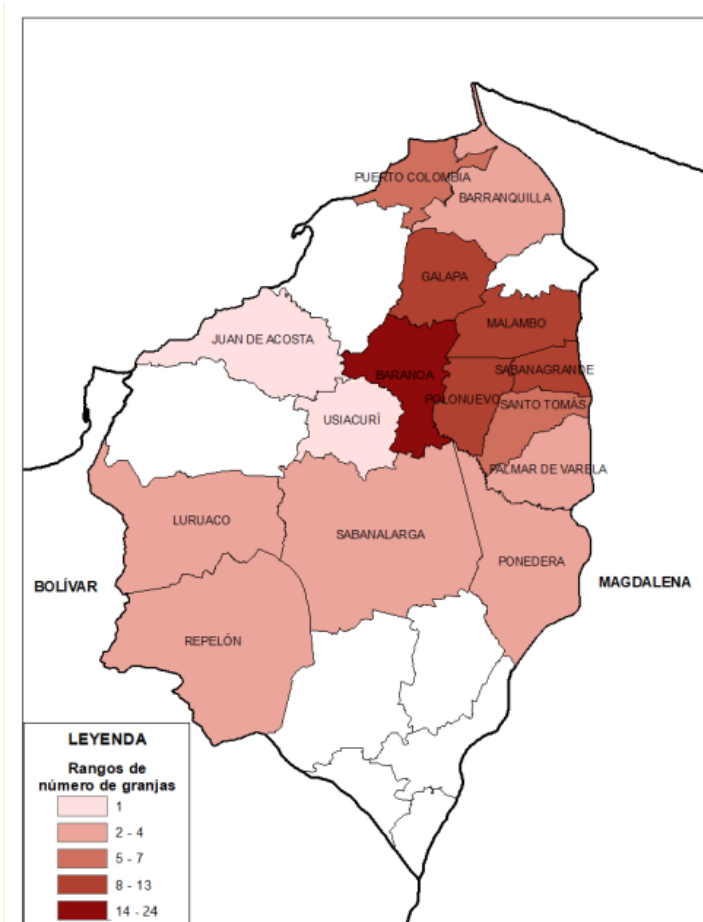 PUERTO COLOMBIA
BARRANQUILLA
GALAPA
MALAMBO
JUAN DE ACOSTA
BARANOA
SABANAGRANDE
POLONUEVO
SANTO TOMÁS
USIACURÍ
PALMAR DE VARELA
LURUACO
SABANALARGA
PONEDERA
BOLÍVAR
MAGDALENA
REPELÓN
LEYENDA
Rangos de
número de granjas
1
2 - 4
5 - 7
8 - 13
14 - 24